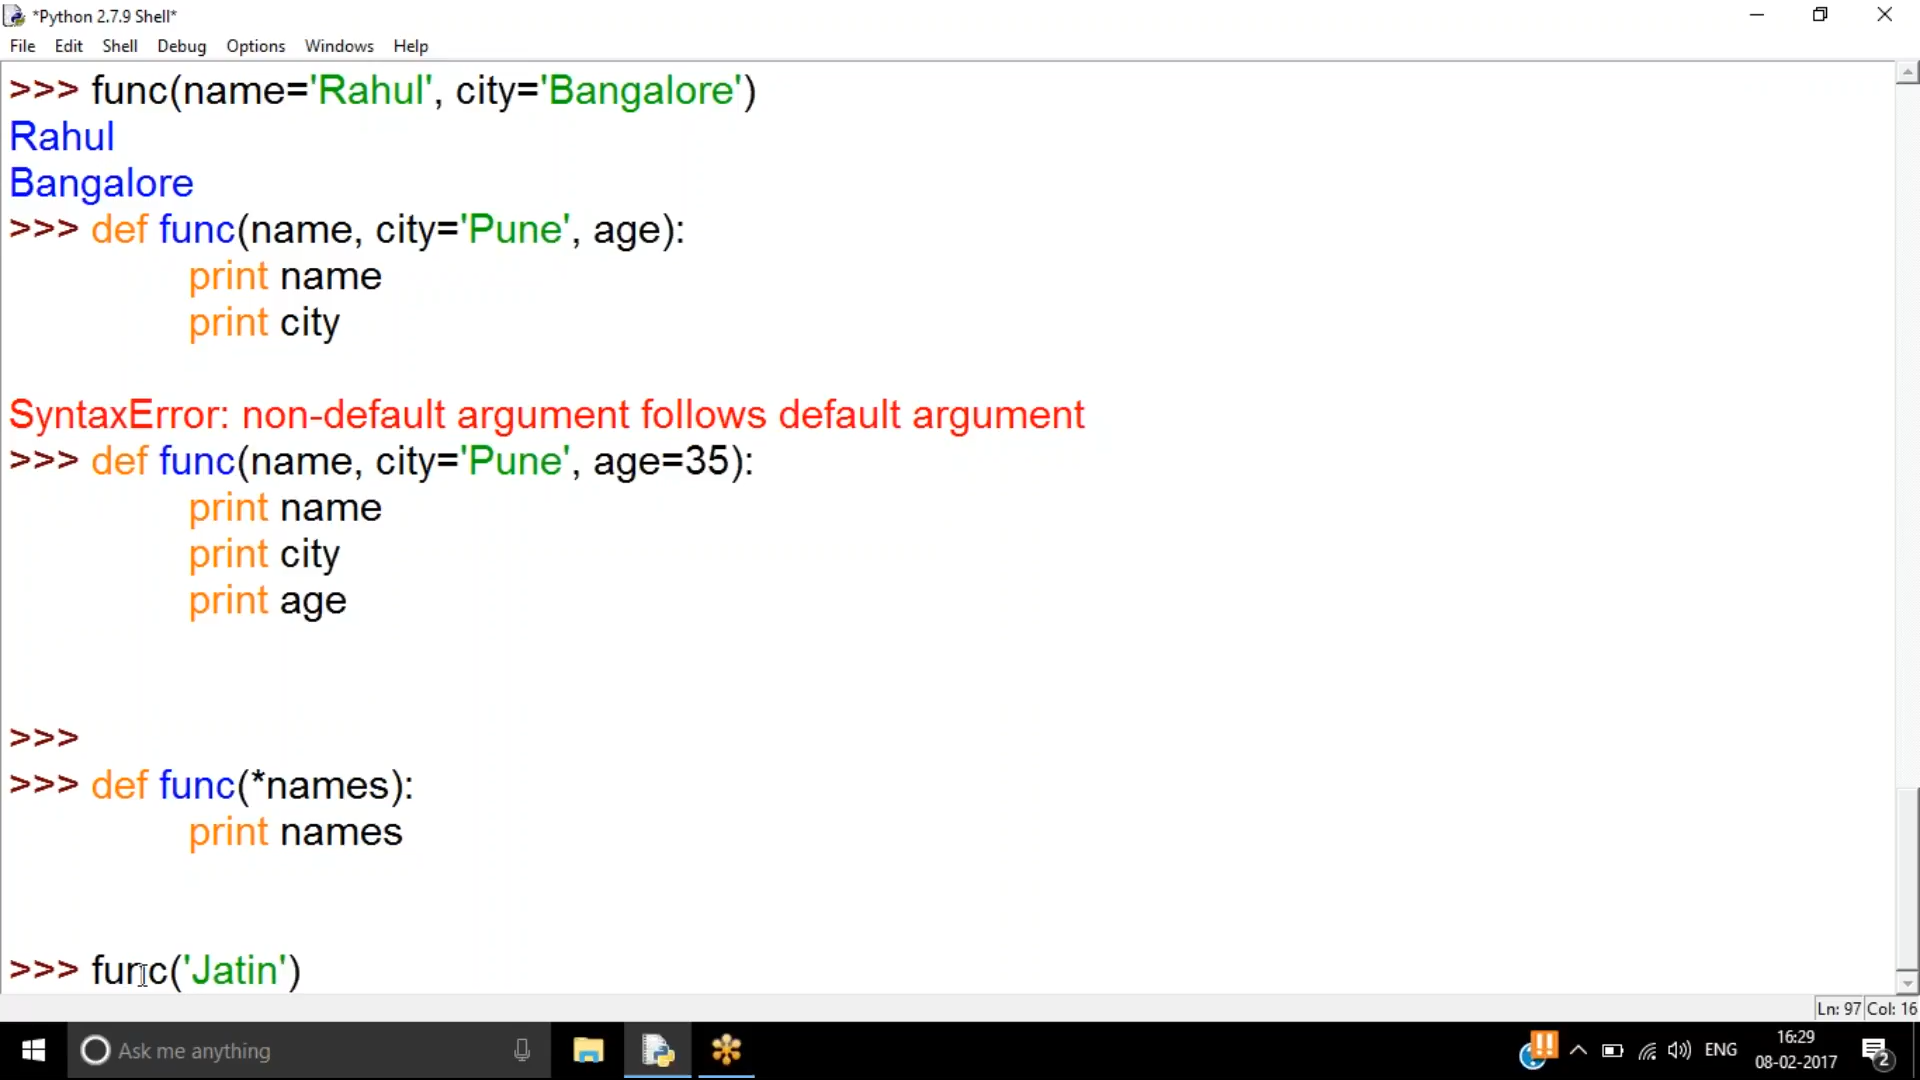 *Python 2.7.9 Shell*
File Edit Shell Debug Options Windows Help
>>> func(name='Rahul', city='Bangalore')
Rahul
Bangalore
>>> def func(name, city='Pune', age):
print name
print city
SyntaxError: non-default argument follows default argument
>>> def func(name, city='Pune', age=35):
print name
print city
print age
>>>
>>> def func(*names):
print names
>>> func('Jatin')
Ln: 97 Col: 16
Ask me anything
ENG
16:29
08-02-2017
2